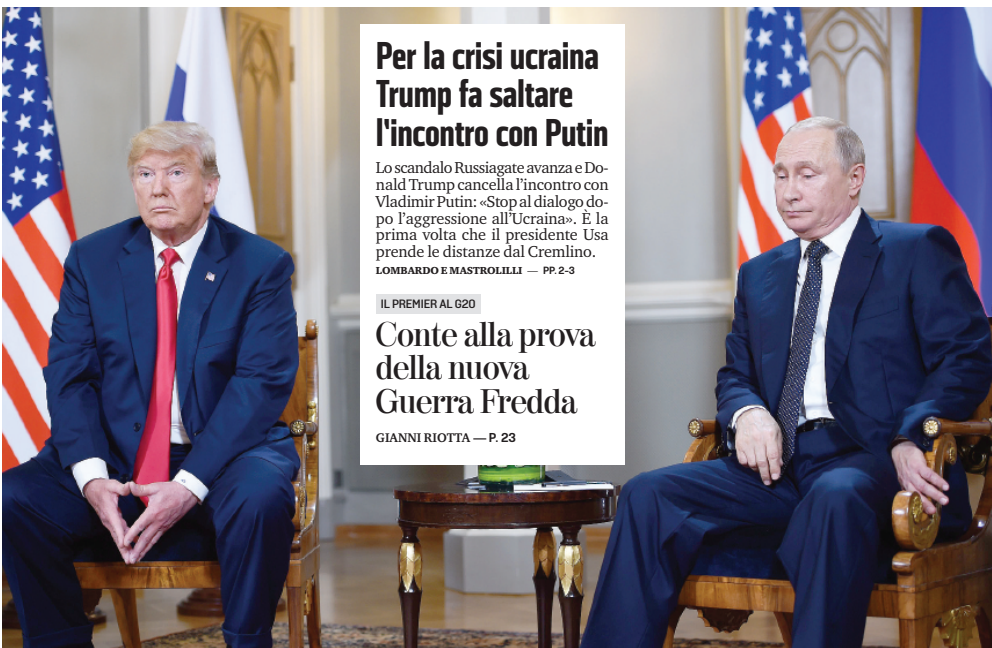 Per la crisi ucraina
Trump fa saltare
l'incontro con Putin
Lo scandalo Russiagate avanza e Do-
nald Trump cancella l'incontro con
Vladimir Putin: «Stop al dialogo do-
po l'aggressione all'Ucraina». È la
prima volta che il presidente Usa
prende le distanze dal Cremlino.
LOMBARDO E MASTROLILLI — PP. 2-3
IL PREMIER AL G20
Conte alla prova
della nuova
Guerra Fredda
GIANNI RIOTTA — P. 23